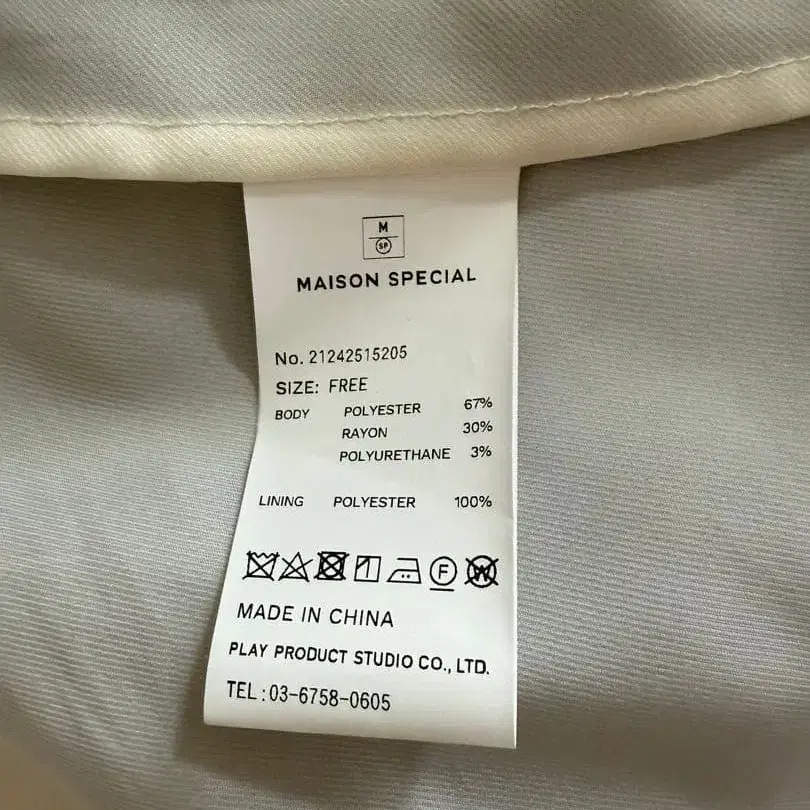 M
SP
MAISON SPECIAL
No. 21242515205
SIZE: FREE
BODY POLYESTER 67%
RAYON 30%
POLYURETHANE 3%
LINING POLYESTER 100%
F W
MADE IN CHINA
PLAY PRODUCT STUDIO CO., LTD.
TEL : 03-6758-0605